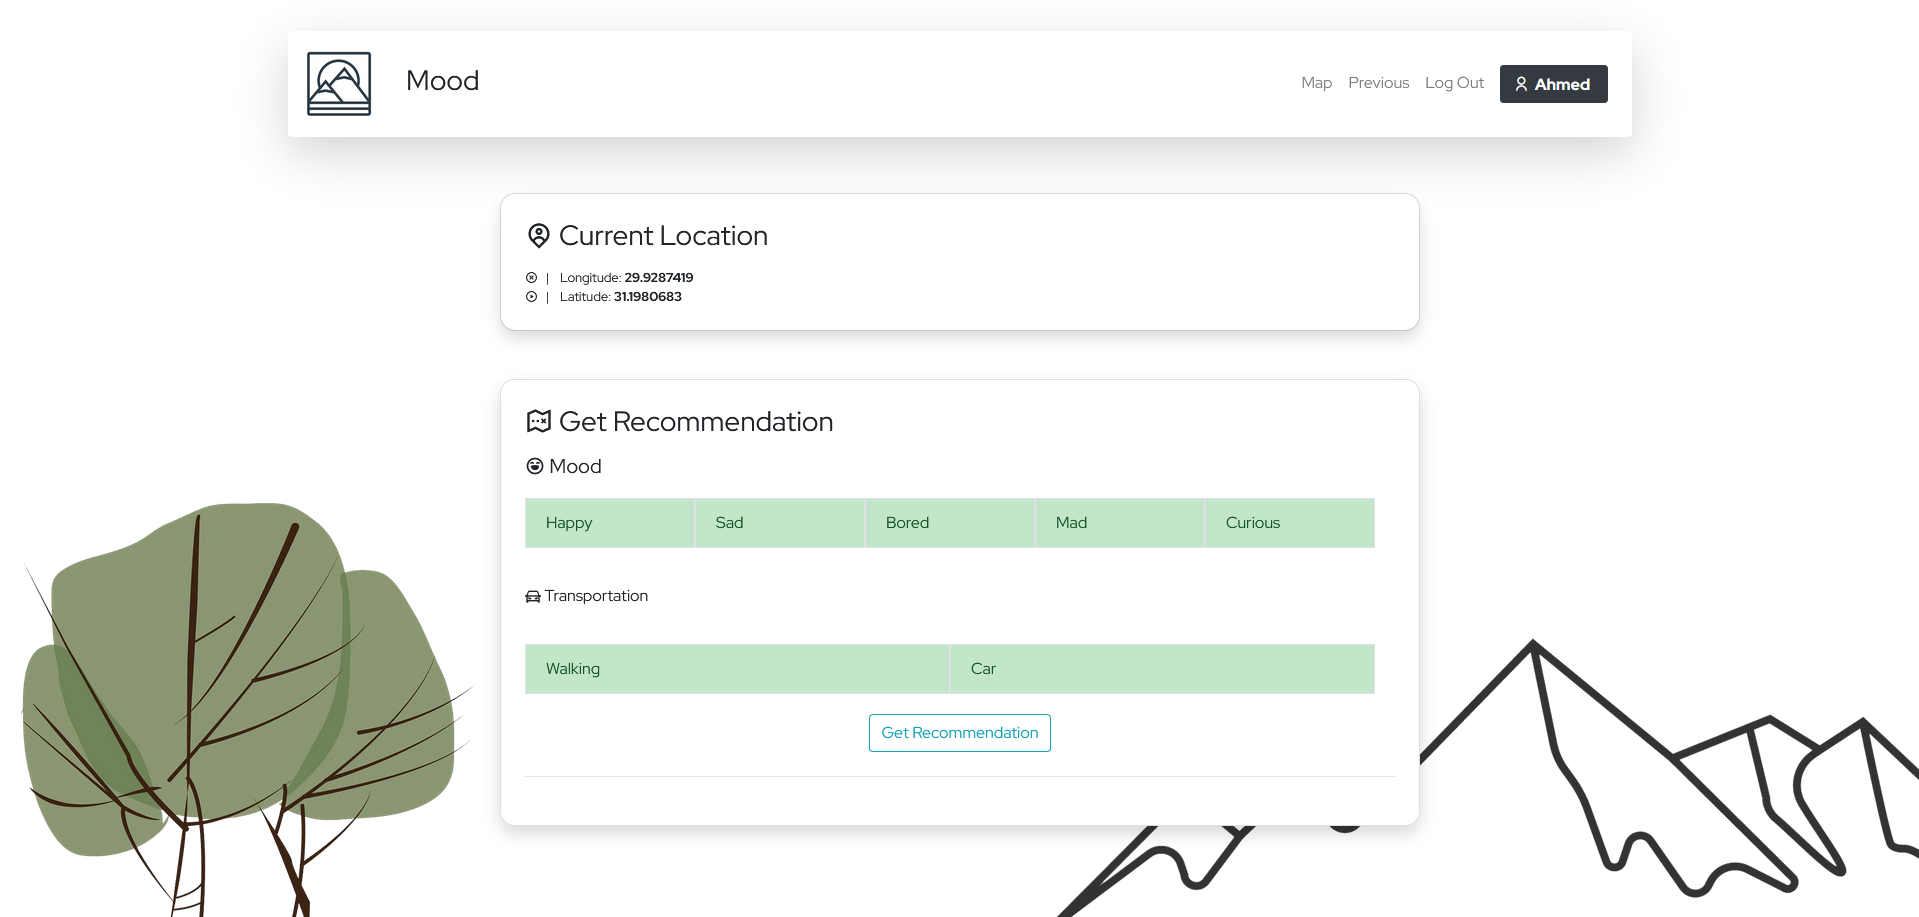 Mood
Map Previous Log Out Ahmed
Current Location
| Longitude: 29.9287419
| Latitude: 31.1980683
Get Recommendation
Mood
Happy Sad Bored Mad Curious
Transportation
Walking Car
Get Recommendation